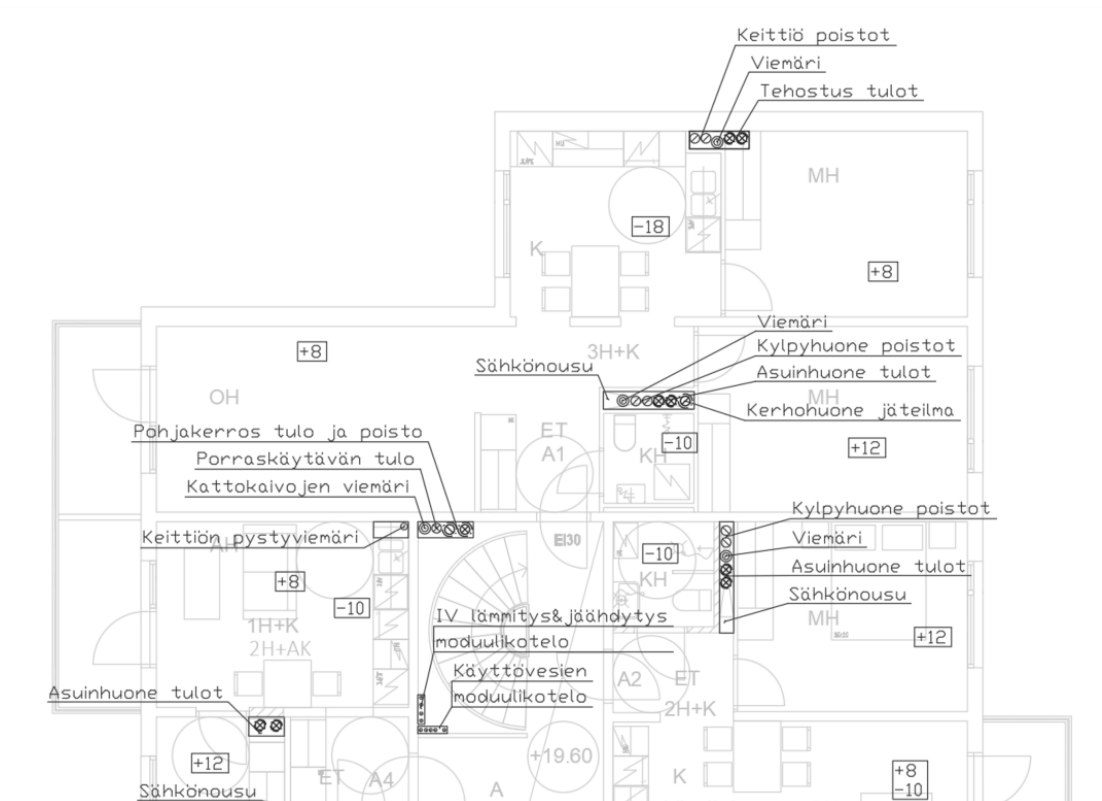 Keittiö poistot
Viemäri
Tehostus tulot
MH
-18
K
+8
Viemäri
+8
3H+K
Kylpyhuone poistot
Sähkönousu
Asuinhuone tulot
OH
MH
Kerhohuone jäteilma
Pohjakerros tulo ja poisto
ET
-10
A1
KH
+12
Porraskäytävän tulo
Kattokaivojen viemäri
Kylpyhuone poistot
Keittiön pystyviemäri
EI30
Viemäri
AH
-10
Asuinhuone tulot
+8
KH
Sähkönousu
-10
1H+K
IV lämmitys&jäähdytys
moduulikotelo
MH
2H+AK
+12
Käyttövesien
moduulikotelo
A2
ET
Asuinhuone tulot
2H+K
+12
+19.60
ET
A4
K
+8
-10
Sähkönousu
A